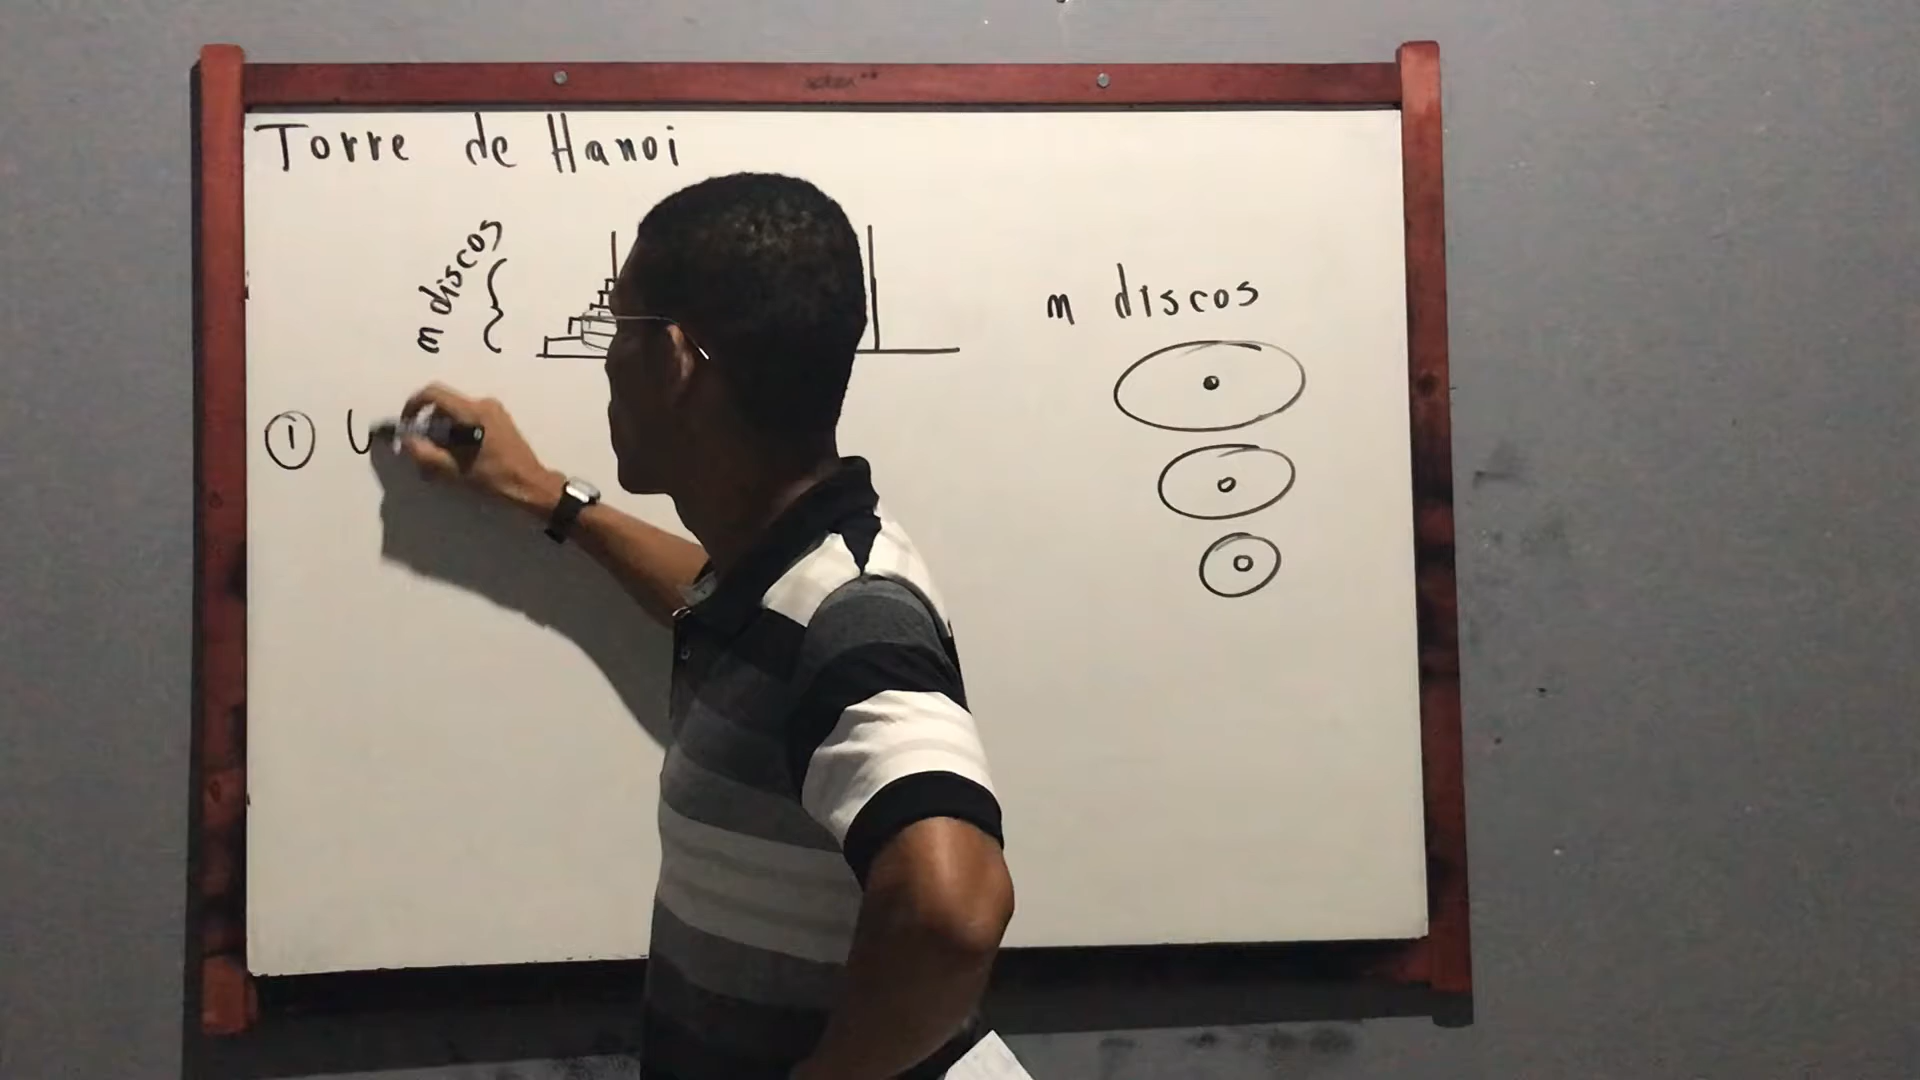 Torre de Hanoi
m discos
m discos
① U